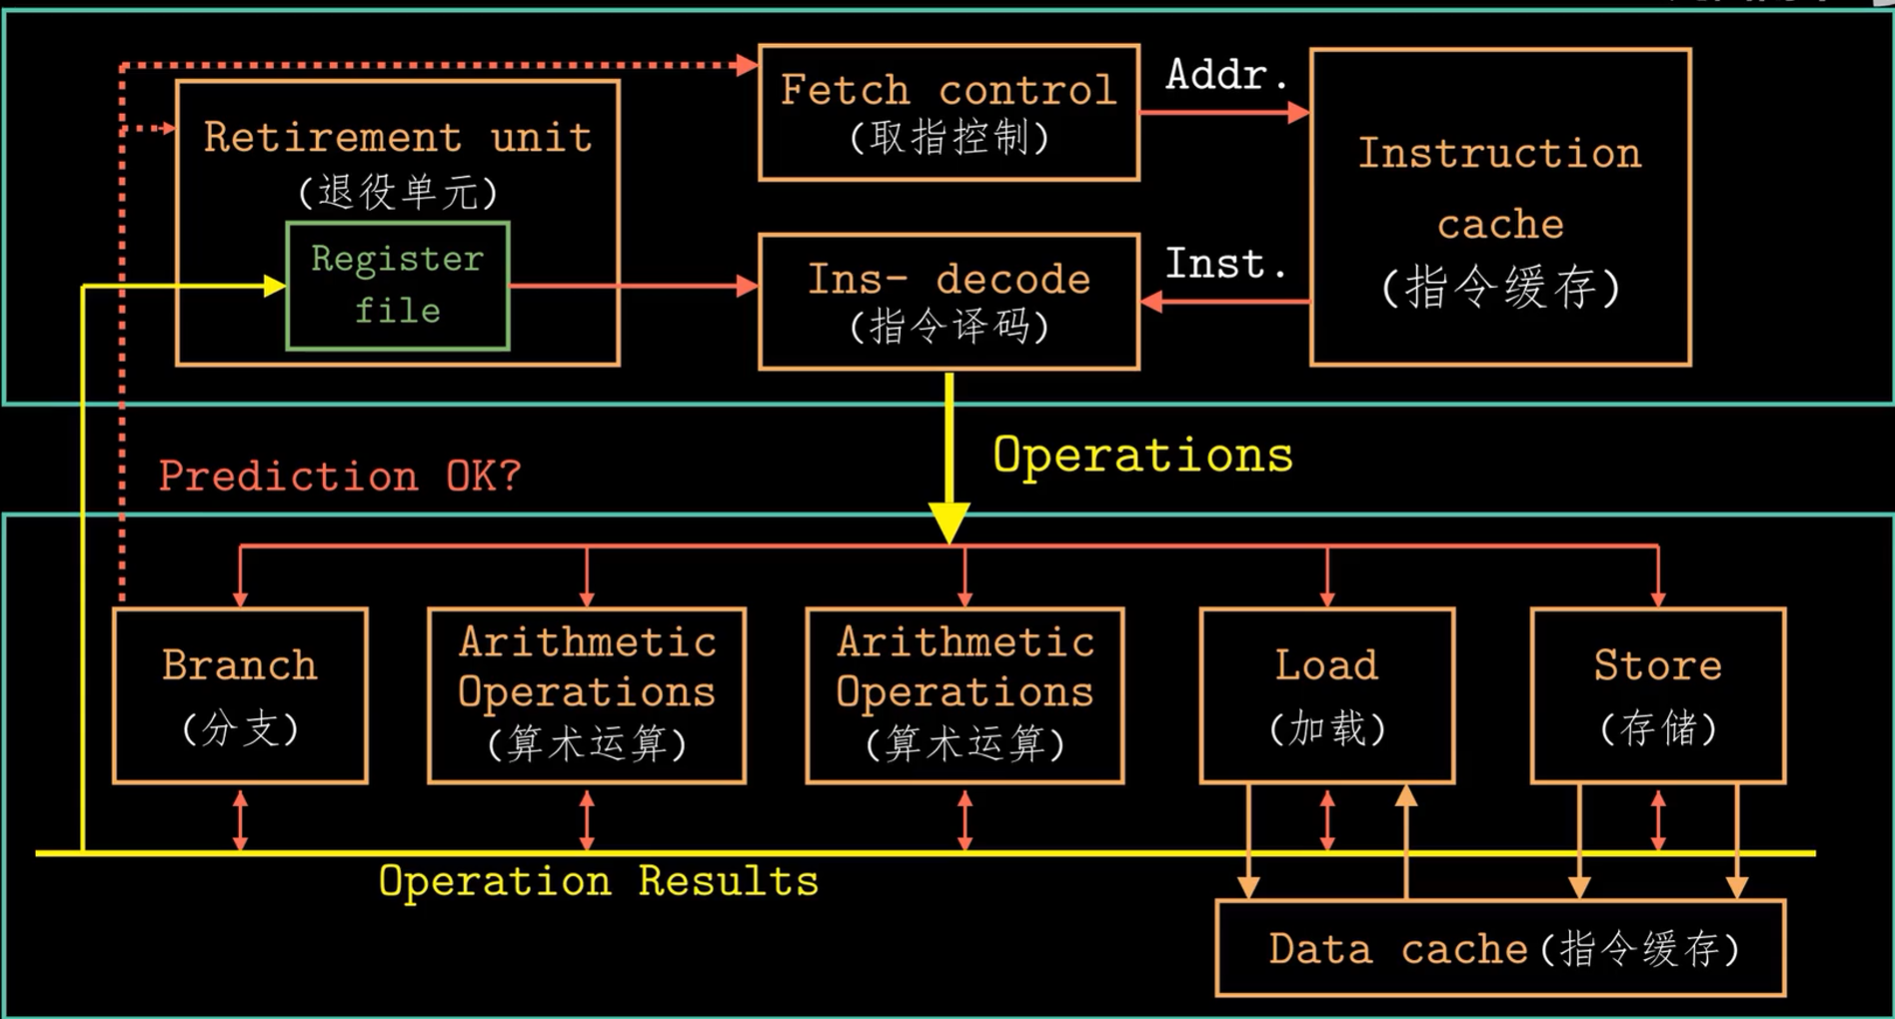 Fetch control
(取指控制)
Addr.
Retirement unit
(退役单元)
Register
file
Ins- decode
(指令译码)
Inst.
Instruction
cache
(指令缓存)
Prediction OK?
Operations
Branch
(分支)
Arithmetic
Operations
(算术运算)
Arithmetic
Operations
(算术运算)
Load
(加载)
Store
(存储)
Operation Results
Data cache(指令缓存)